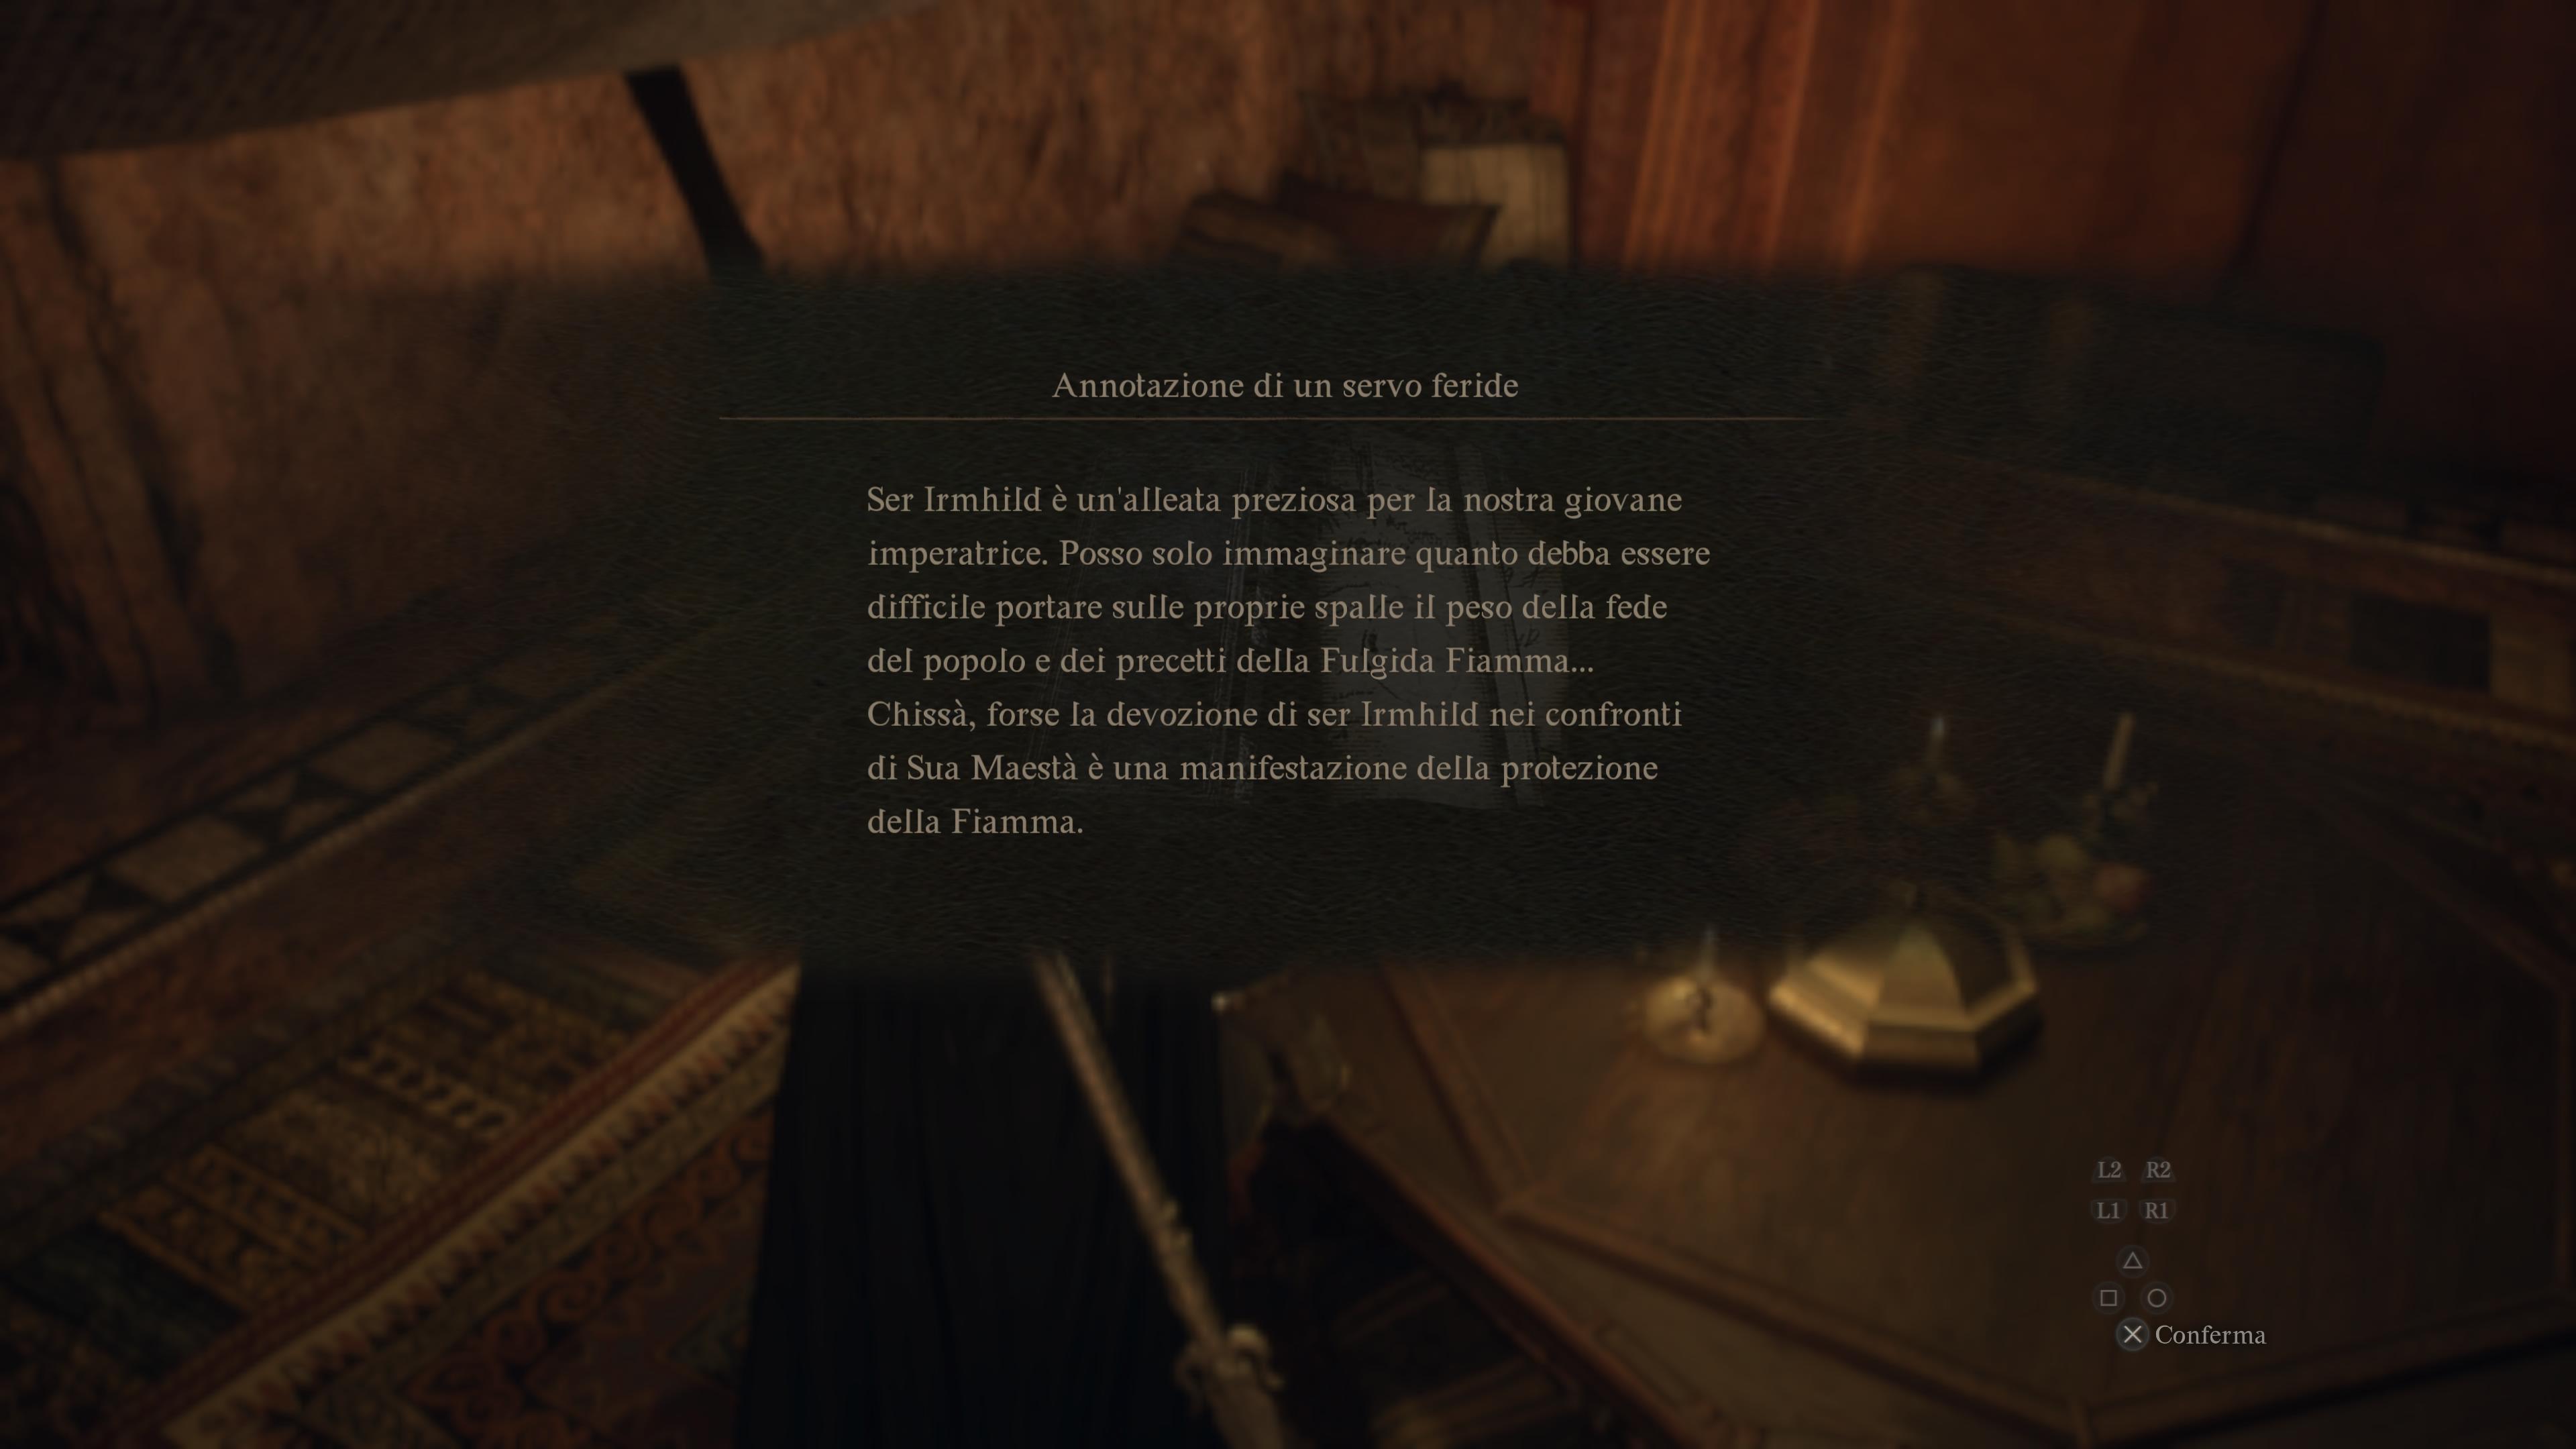 Annotazione di un servo feride
Ser Irmhild è un'alleata preziosa per la nostra giovane
imperatrice. Posso solo immaginare quanto debba essere
difficile portare sulle proprie spalle il peso della fede
del popolo e dei precetti della Fulgida Fiamma...
Chissà, forse la devozione di ser Irmhild nei confronti
di Sua Maestà è una manifestazione della protezione
della Fiamma.
L2 R2
L1 R1
Conferma